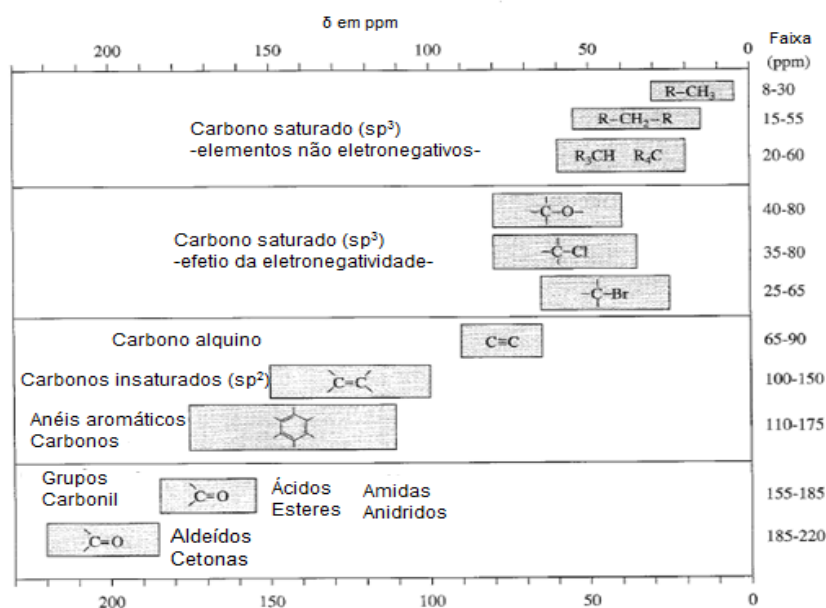 δ em ppm
200 150 100 50 0
Faixa
(ppm)
R–CH₃
8-30
R–CH₂–R
15-55
Carbono saturado (sp³)
-elementos não eletronegativos-
R₃CH R₄C
20-60
–C–O–
40-80
Carbono saturado (sp³)
-efetio da eletronegatividade-
–C–Cl
35-80
–C–Br
25-65
Carbono alquino
C≡C
65-90
Carbonos insaturados (sp²)
C=C
100-150
Anéis aromáticos
Carbonos
110-175
Grupos
Carbonil
C=O
Ácidos
Esteres
Amidas
Anidridos
155-185
C=O
Aldeídos
Cetonas
185-220
200 150 100 50 0